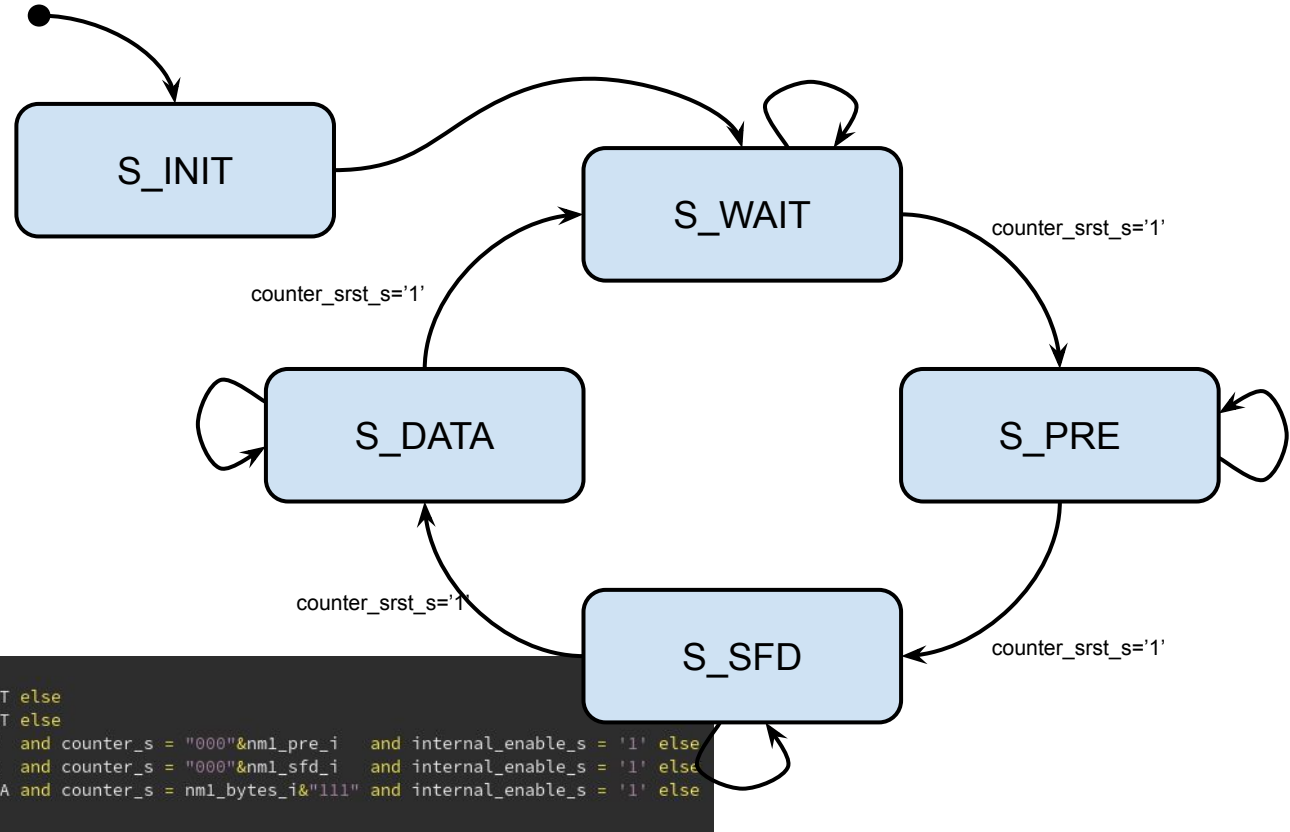 S_INIT
S_WAIT
counter_srst_s='1'
counter_srst_s='1'
S_DATA
S_PRE
counter_srst_s='1'
S_SFD
counter_srst_s='1'
T else
T else
and counter_s = "000"&nm1_pre_i and internal_enable_s = '1' else
and counter_s = "000"&nm1_sfd_i and internal_enable_s = '1' else
A and counter_s = nm1_bytes_i&"111" and internal_enable_s = '1' else